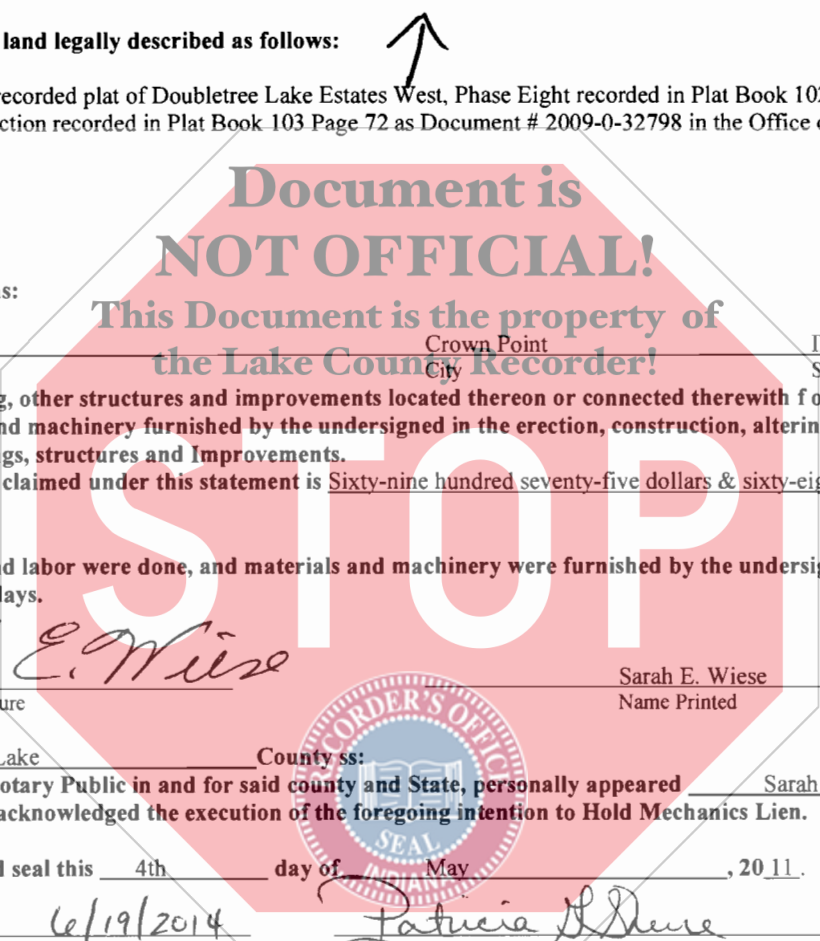 land legally described as follows:
recorded plat of Doubletree Lake Estates West, Phase Eight recorded in Plat Book 102
ction recorded in Plat Book 103 Page 72 as Document # 2009-0-32798 in the Office o
Document is
NOT OFFICIAL!
s:
This Document is the property of
Crown Point
the Lake County Recorder!
City
g, other structures and improvements located thereon or connected therewith f o
nd machinery furnished by the undersigned in the erection, construction, alterin
gs, structures and Improvements.
claimed under this statement is Sixty-nine hundred seventy-five dollars & sixty-eig
STOP
d labor were done, and materials and machinery were furnished by the undersig
days.
E. Wiese
Sarah E. Wiese
ure Name Printed
RECORDER'S OFFICE
Lake County ss:
otary Public in and for said county and State, personally appeared Sarah
acknowledged the execution of the foregoing intention to Hold Mechanics Lien.
SEAL
l seal this 4th day of May , 20 11 .
INDIANA
6/19/2014 Patricia